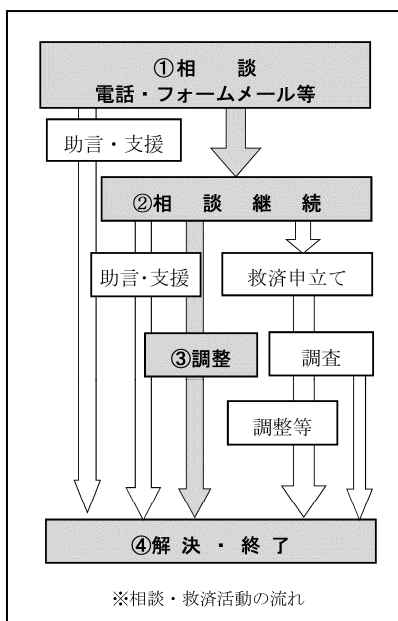 ①相　談
電話・フォームメール等
助言・支援
②相　談　継　続
助言・支援
救済申立て
③調整
調査
調整等
④解 決 ・ 終 了
※相談・救済活動の流れ